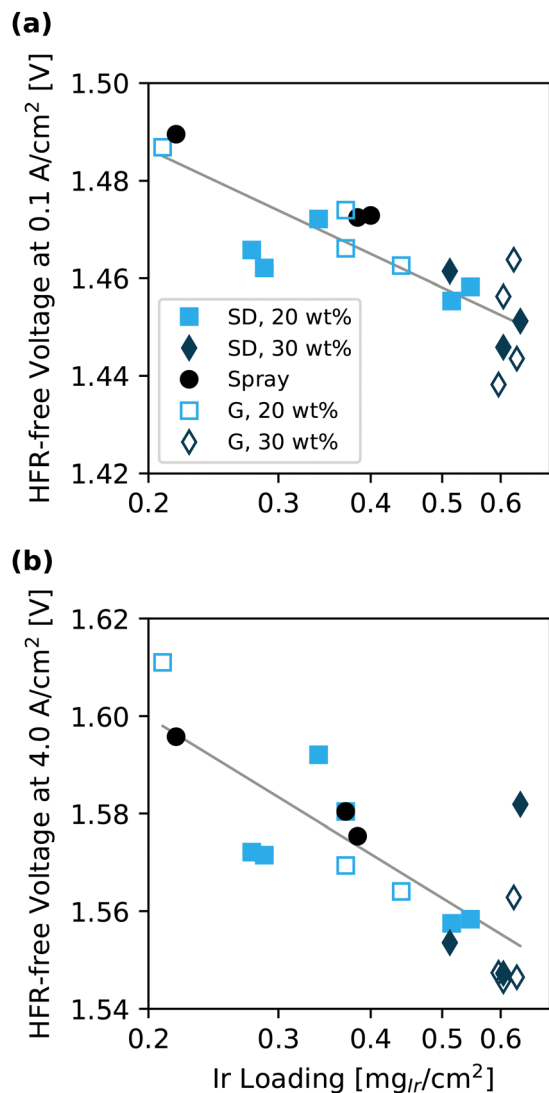 (a)
HFR-free Voltage at 0.1 A/cm² [V]
1.50
1.48
1.46
1.44
1.42
SD, 20 wt%
SD, 30 wt%
Spray
G, 20 wt%
G, 30 wt%
0.2 0.3 0.4 0.5 0.6
(b)
HFR-free Voltage at 4.0 A/cm² [V]
1.62
1.60
1.58
1.56
1.54
0.2 0.3 0.4 0.5 0.6
Ir Loading [mg_Ir/cm²]